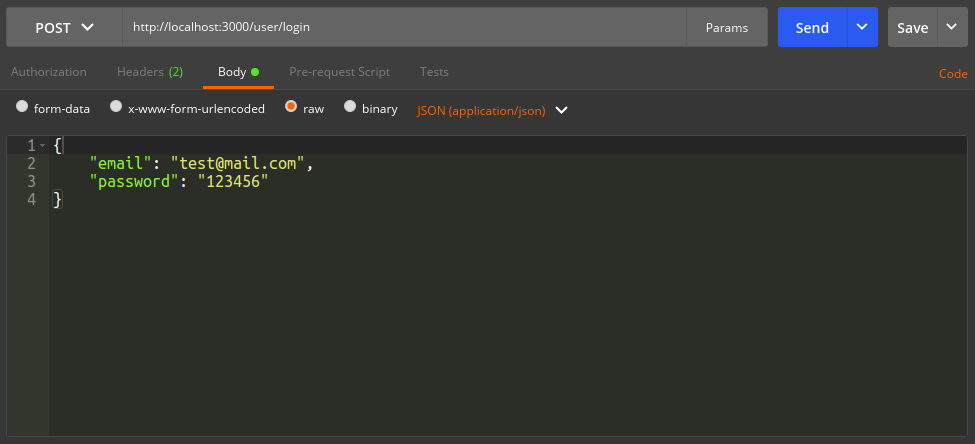 POST http://localhost:3000/user/login Params Send Save
Authorization Headers (2) Body Pre-request Script Tests Code
form-data x-www-form-urlencoded raw binary JSON (application/json)
1 {
2 "email": "test@mail.com",
3 "password": "123456"
4 }